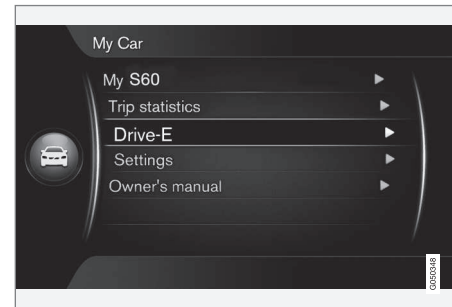 My Car
My S60
Trip statistics
Drive-E
Settings
Owner's manual
G050348